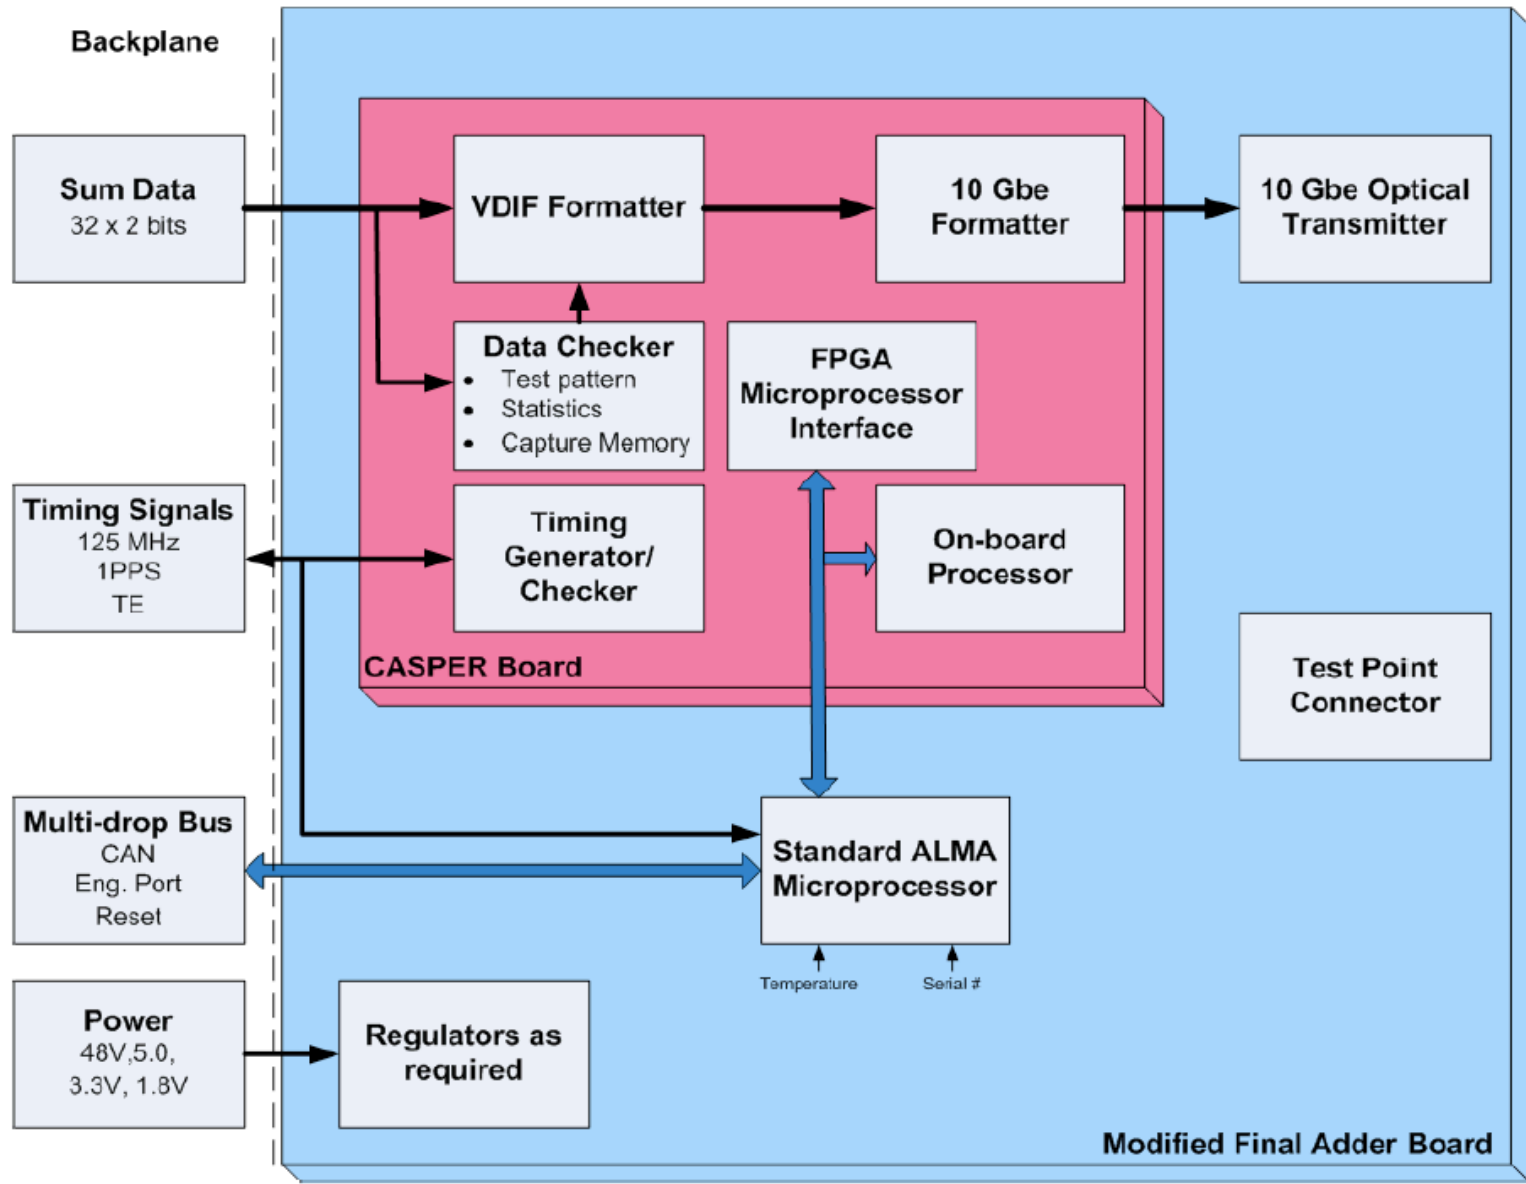 Backplane
Sum Data
32 x 2 bits
VDIF Formatter
10 Gbe
Formatter
10 Gbe Optical
Transmitter
Data Checker
• Test pattern
• Statistics
• Capture Memory
FPGA
Microprocessor
Interface
Timing Signals
125 MHz
1PPS
TE
Timing
Generator/
Checker
On-board
Processor
CASPER Board
Test Point
Connector
Multi-drop Bus
CAN
Eng. Port
Reset
Standard ALMA
Microprocessor
Temperature
Serial #
Power
48V,5.0,
3.3V, 1.8V
Regulators as
required
Modified Final Adder Board